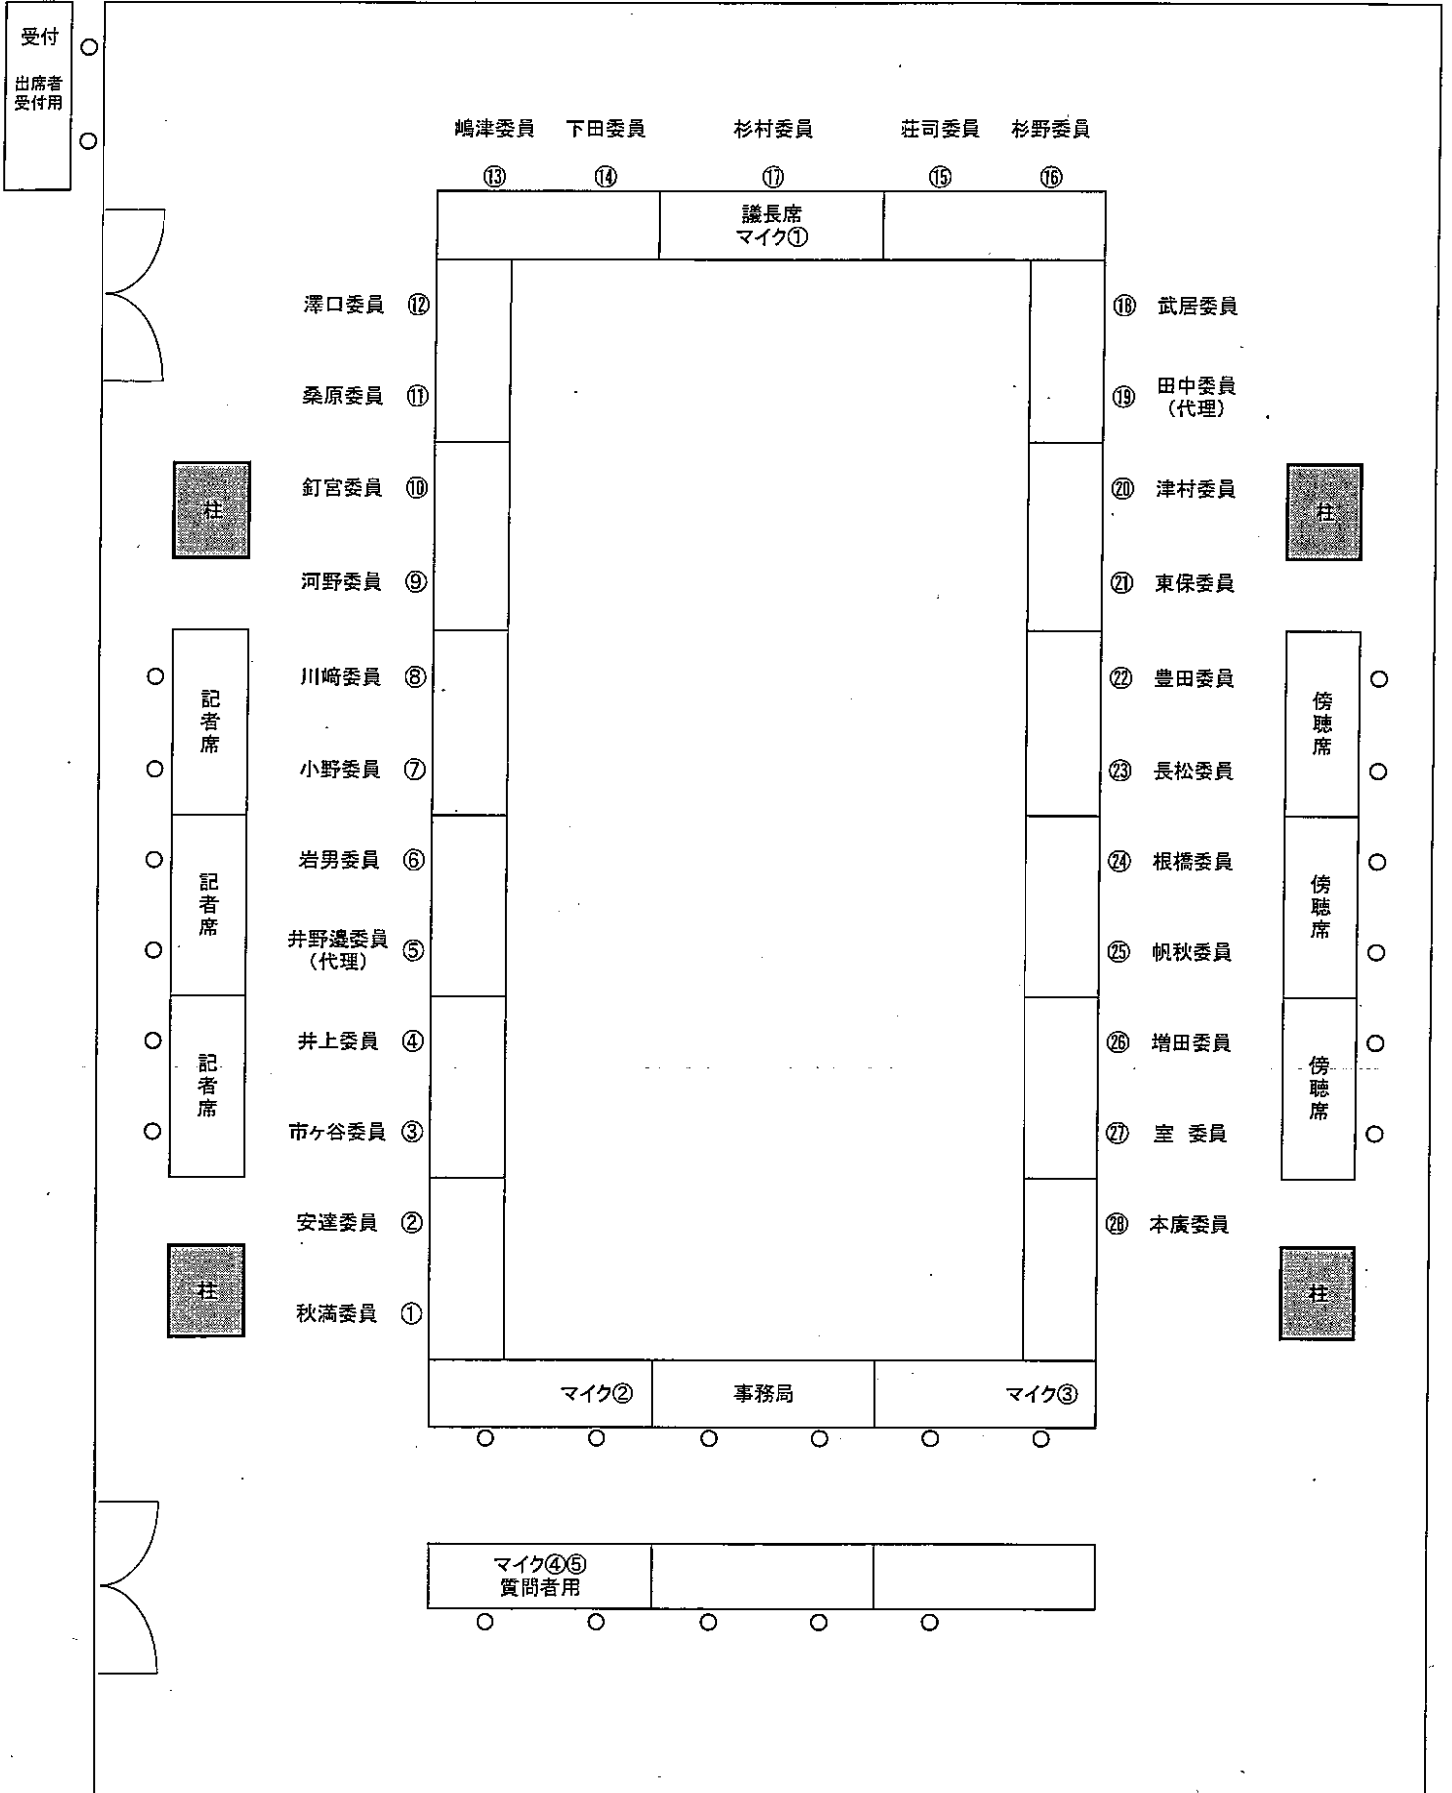 受付
出席者
受付用
嶋津委員 下田委員 杉村委員 荘司委員 杉野委員
⑬ ⑭ ⑰ ⑮ ⑯
議長席
マイク①
澤口委員 ⑫
⑱ 武居委員
桑原委員 ⑪
⑲ 田中委員
(代理)
釘宮委員 ⑩
⑳ 津村委員
柱
柱
河野委員 ⑨
㉑ 東保委員
川﨑委員 ⑧
㉒ 豊田委員
記者席
傍聴席
小野委員 ⑦
㉓ 長松委員
岩男委員 ⑥
㉔ 根橋委員
記者席
傍聴席
井野邉委員
(代理) ⑤
㉕ 帆秋委員
井上委員 ④
㉖ 増田委員
記者席
傍聴席
市ヶ谷委員 ③
㉗ 室 委員
安達委員 ②
㉘ 本廣委員
柱
柱
秋満委員 ①
マイク② 事務局 マイク③
マイク④⑤
質問者用